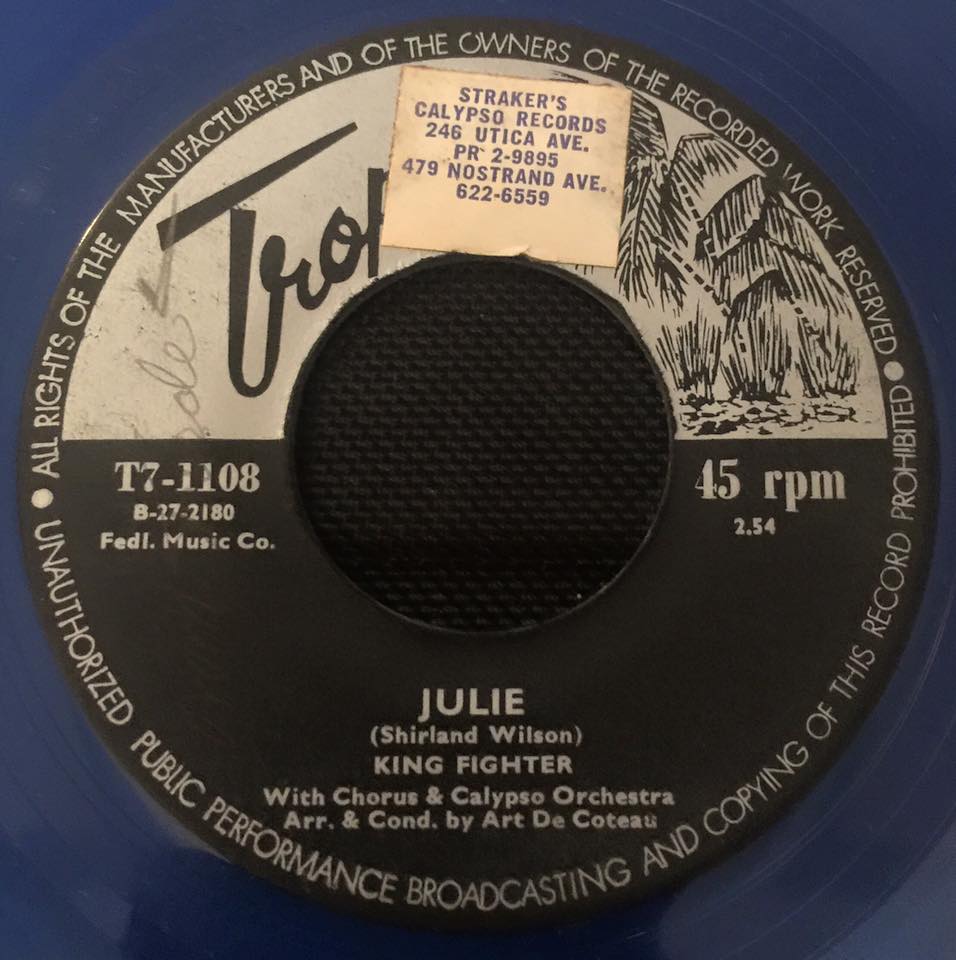 ALL RIGHTS OF THE MANUFACTURERS AND OF THE OWNERS OF THE RECORDED WORK RESERVED
STRAKER'S
CALYPSO RECORDS
246 UTICA AVE.
PR 2-9895
479 NOSTRAND AVE.
622-6559
T7-1108
B-27-2180
Fedl. Music Co.
45 rpm
2.54
JULIE
(Shirland Wilson)
KING FIGHTER
With Chorus & Calypso Orchestra
Arr. & Cond. by Art De Coteau
UNAUTHORIZED PUBLIC PERFORMANCE BROADCASTING AND COPYING OF THIS RECORD PROHIBITED